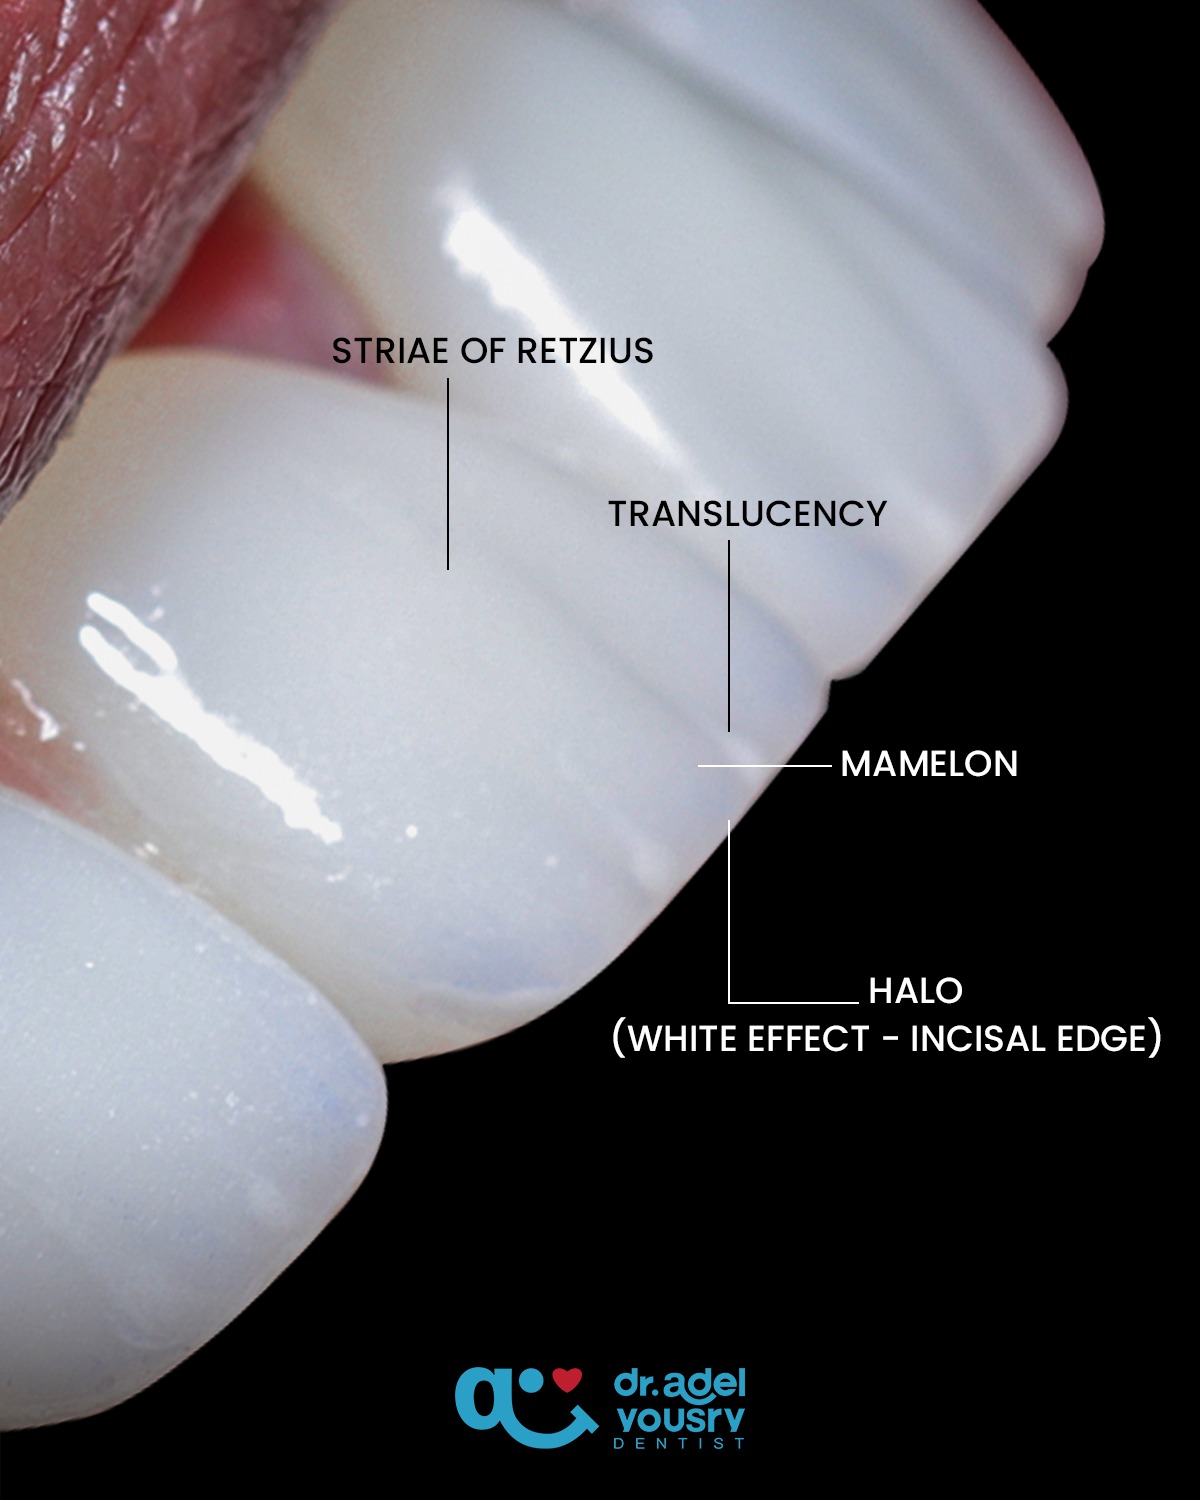 STRIAE OF RETZIUS
TRANSLUCENCY
MAMELON
HALO
(WHITE EFFECT - INCISAL EDGE)
dr.adel
yousry
DENTIST